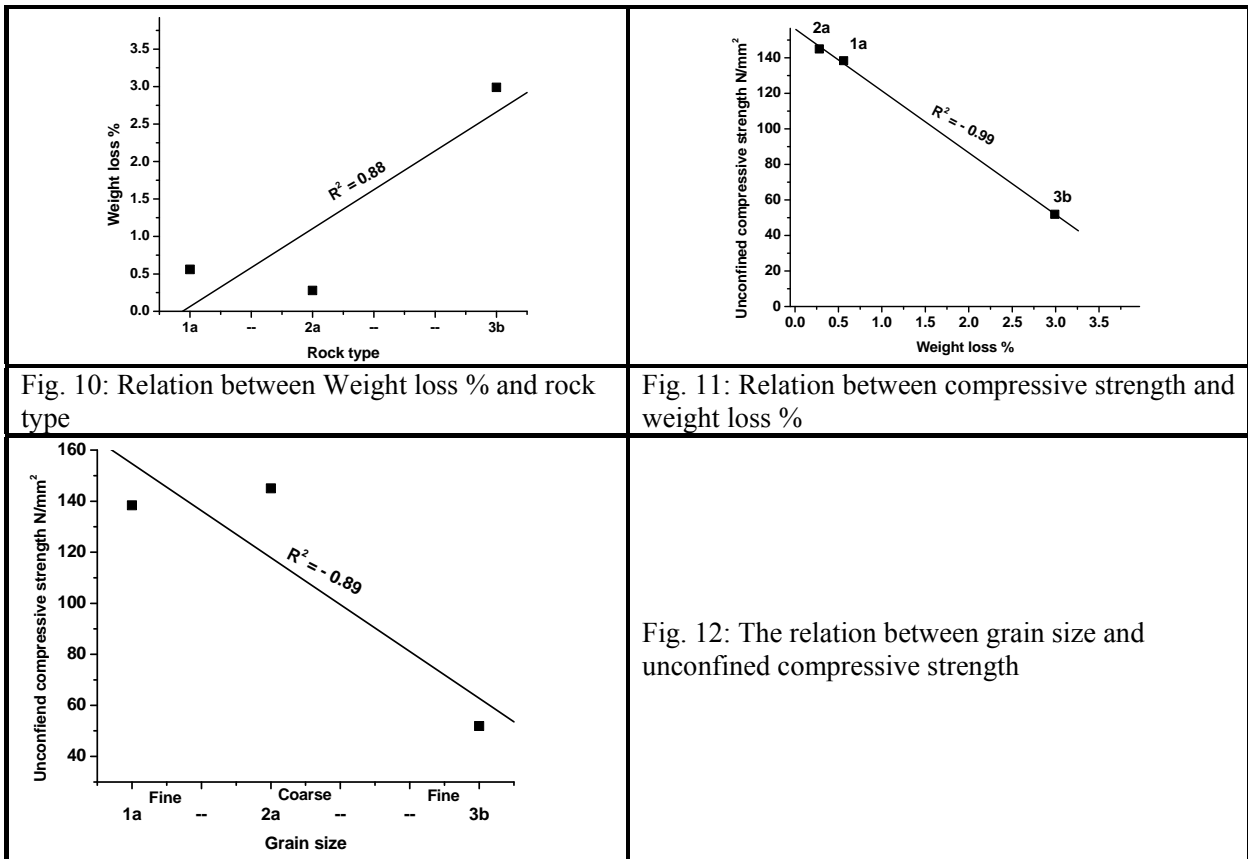 3.5
3.0
2.5
2.0
1.5
1.0
0.5
0.0
Weight loss %
R² = 0.88
1a -- 2a -- -- 3b
Rock type
Fig. 10: Relation between Weight loss % and rock
type
140
120
100
80
60
40
20
0
Unconfined compressive strength N/mm²
2a
1a
R² = - 0.99
3b
0.0 0.5 1.0 1.5 2.0 2.5 3.0 3.5
Weight loss %
Fig. 11: Relation between compressive strength and
weight loss %
160
140
120
100
80
60
40
Unconfiend compressive strength N/mm²
R² = - 0.89
Fine Coarse Fine
1a -- 2a -- -- 3b
Grain size
Fig. 12: The relation between grain size and
unconfined compressive strength